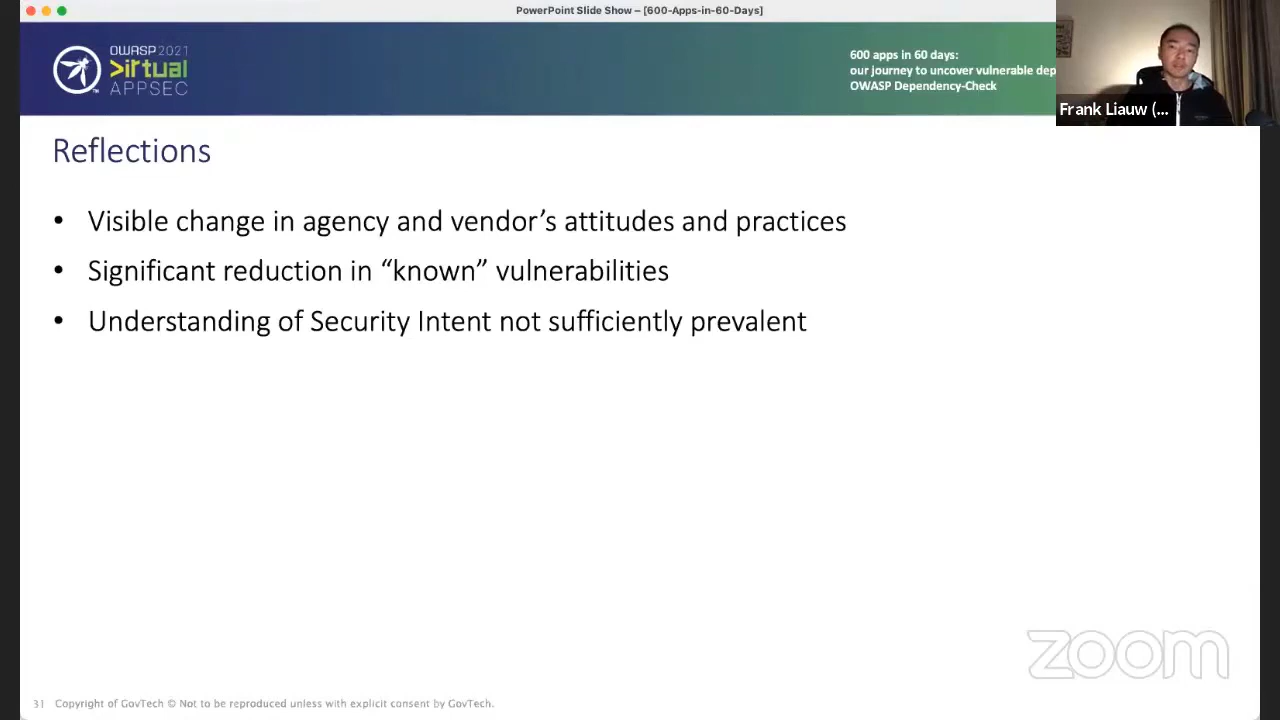 PowerPoint Slide Show – [600-Apps-in-60-Days]
OWASP 2021
>irtual
APPSEC
TM
600 apps in 60 days:
our journey to uncover vulnerable dep
OWASP Dependency-Check
Frank Liauw (...
Reflections
• Visible change in agency and vendor’s attitudes and practices
• Significant reduction in “known” vulnerabilities
• Understanding of Security Intent not sufficiently prevalent
zoom
31 Copyright of GovTech © Not to be reproduced unless with explicit consent by GovTech.